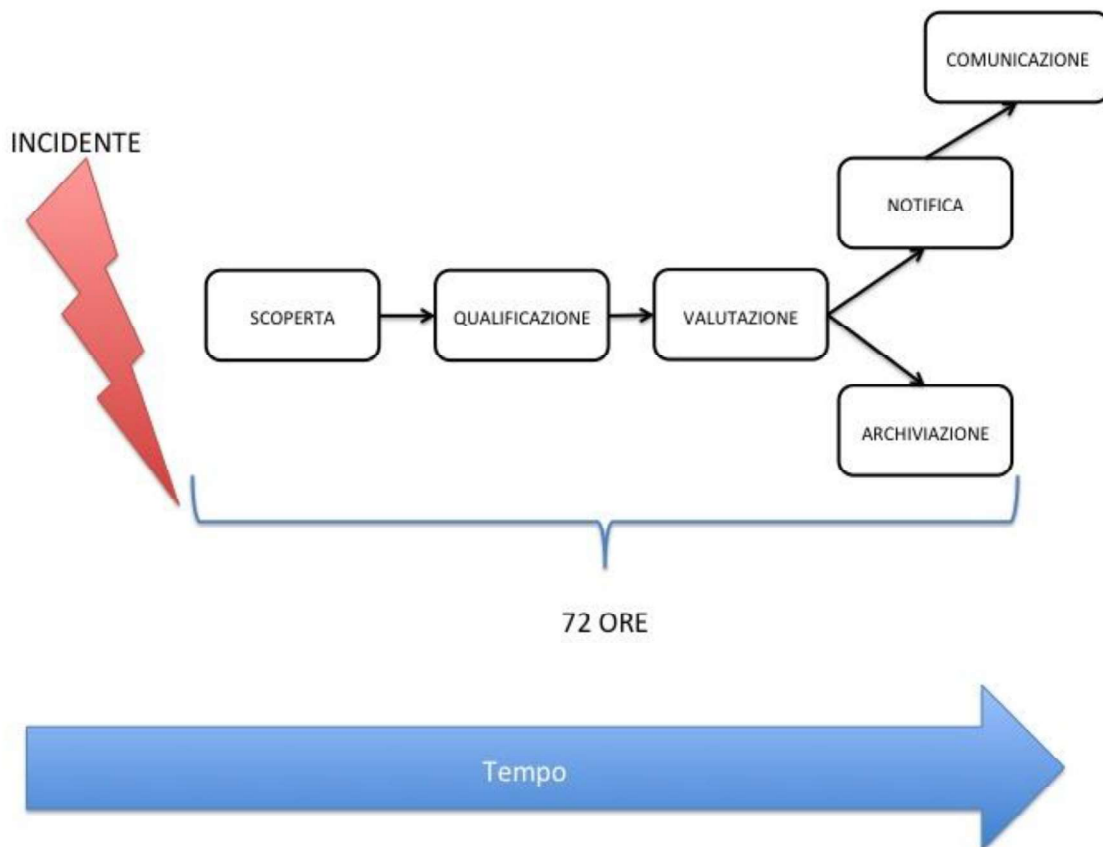 COMUNICAZIONE
INCIDENTE
NOTIFICA
SCOPERTA
QUALIFICAZIONE
VALUTAZIONE
ARCHIVIAZIONE
72 ORE
Tempo